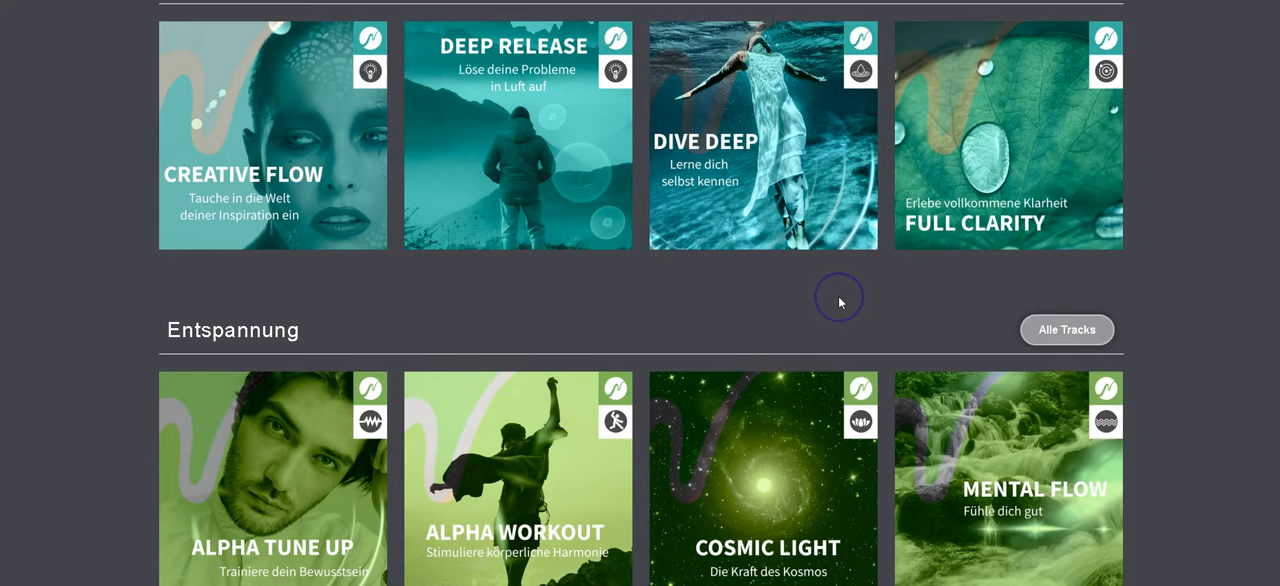 CREATIVE FLOW
Tauche in die Welt
deiner Inspiration ein
DEEP RELEASE
Löse deine Probleme
in Luft auf
DIVE DEEP
Lerne dich
selbst kennen
Erlebe vollkommene Klarheit
FULL CLARITY
Entspannung
Alle Tracks
ALPHA TUNE UP
Trainiere dein Bewusstsein
ALPHA WORKOUT
Stimuliere körperliche Harmonie
COSMIC LIGHT
Die Kraft des Kosmos
MENTAL FLOW
Fühle dich gut